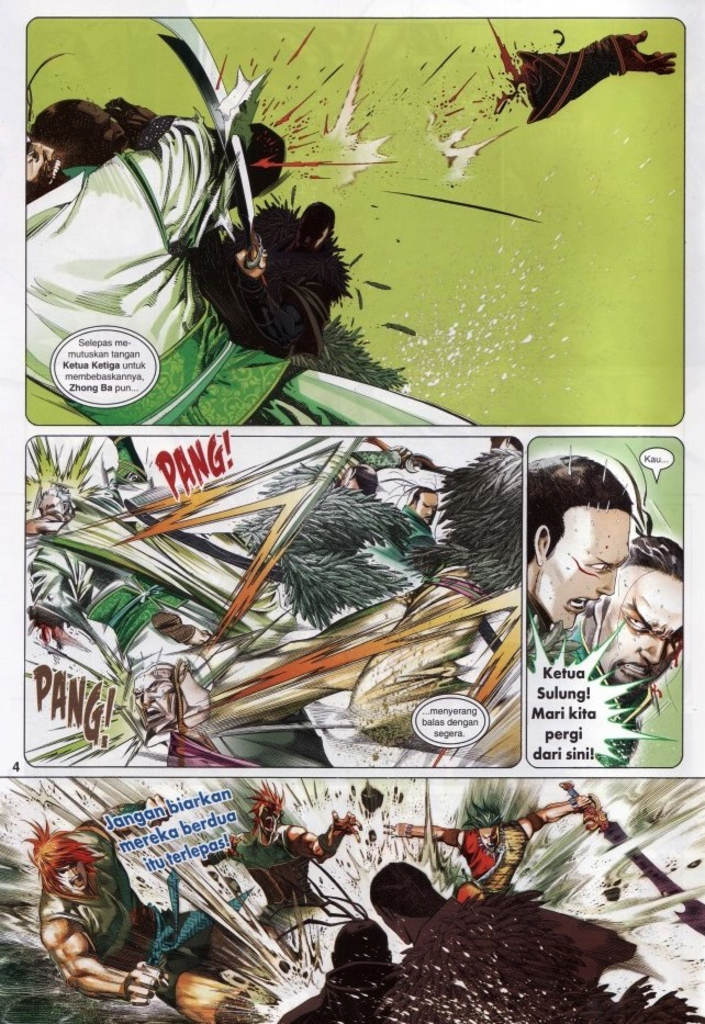 Selepas me-
mutuskan tangan
Ketua Ketiga untuk
membebaskannya,
Zhong Ba pun...
PANG!
PANG!
...menyerang
balas dengan
segera.
Kau...
Ketua
Sulung!
Mari kita
pergi
dari sini!
4
Jangan biarkan
mereka berdua
itu terlepas!